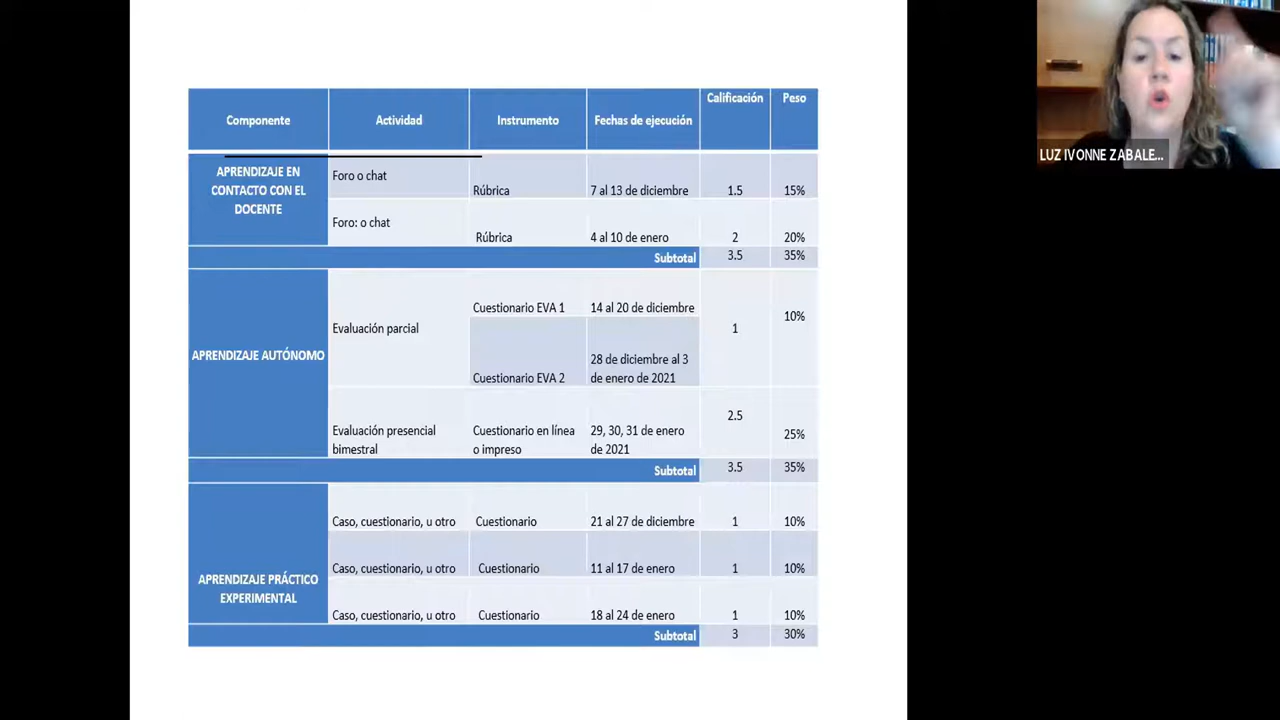 Componente Actividad Instrumento Fechas de ejecución Calificación Peso
APRENDIZAJE EN
CONTACTO CON EL
DOCENTE
Foro o chat Rúbrica 7 al 13 de diciembre 1.5 15%
Foro: o chat Rúbrica 4 al 10 de enero 2 20%
Subtotal 3.5 35%
APRENDIZAJE AUTÓNOMO
Evaluación parcial
Cuestionario EVA 1 14 al 20 de diciembre
1 10%
28 de diciembre al 3
Cuestionario EVA 2 de enero de 2021
2.5
Evaluación presencial Cuestionario en línea 29, 30, 31 de enero 25%
bimestral o impreso de 2021
Subtotal 3.5 35%
APRENDIZAJE PRÁCTICO
EXPERIMENTAL
Caso, cuestionario, u otro Cuestionario 21 al 27 de diciembre 1 10%
Caso, cuestionario, u otro Cuestionario 11 al 17 de enero 1 10%
Caso, cuestionario, u otro Cuestionario 18 al 24 de enero 1 10%
Subtotal 3 30%
LUZ IVONNE ZABALE...